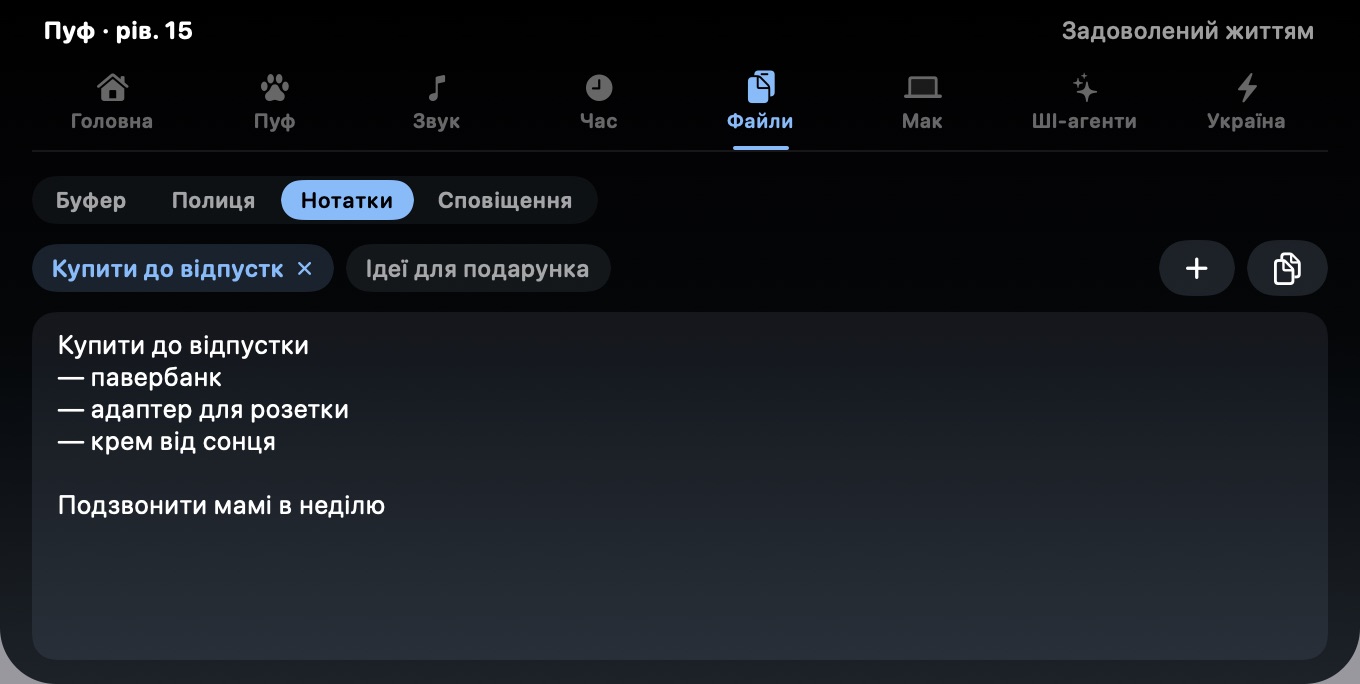 Пуф · рів. 15
Задоволений життям
Головна
Пуф
Звук
Час
Файли
Мак
ШІ-агенти
Україна
Буфер
Полиця
Нотатки
Сповіщення
Купити до відпустк ×
Ідеї для подарунка
Купити до відпустки
— павербанк
— адаптер для розетки
— крем від сонця
Подзвонити мамі в неділю